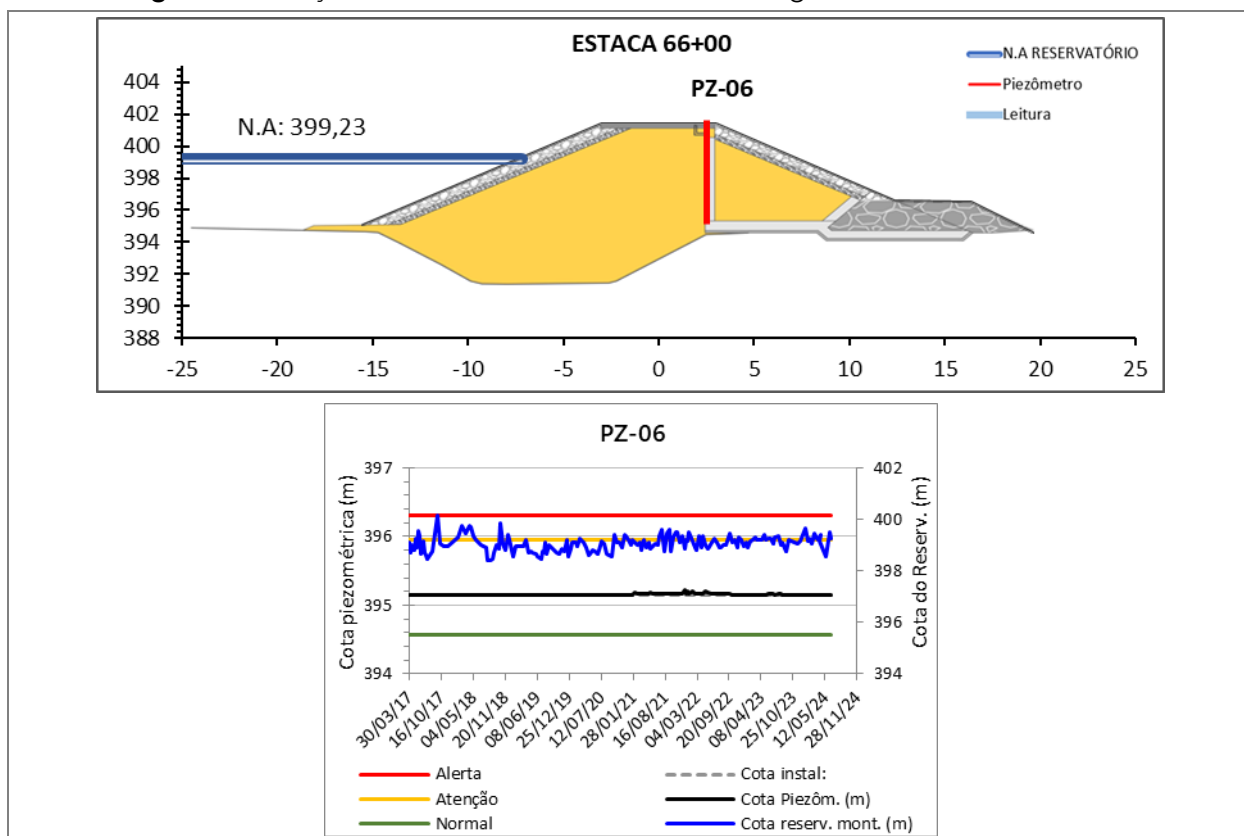 ESTACA 66+00
N.A RESERVATÓRIO
Piezômetro
Leitura
PZ-06
N.A: 399,23
404
402
400
398
396
394
392
390
388
-25 -20 -15 -10 -5 0 5 10 15 20 25
PZ-06
Cota piezométrica (m)
397
396
395
394
Cota do Reserv. (m)
402
400
398
396
394
30/03/17 16/10/17 04/05/18 20/11/18 08/06/19 25/12/19 12/07/20 28/01/21 16/08/21 04/03/22 20/09/22 08/04/23 25/10/23 12/05/24 28/11/24
Alerta
Cota instal:
Atenção
Cota Piezôm. (m)
Normal
Cota reserv. mont. (m)